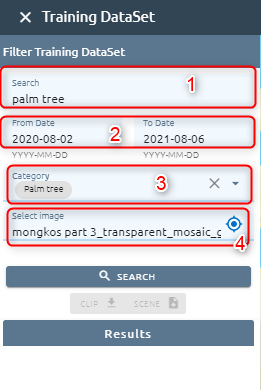 Training DataSet
Filter Training DataSet
Search
1
palm tree
From Date To Date
2
2020-08-02 2021-08-06
YYYY-MM-DD YYYY-MM-DD
Category
3
Palm tree
Select image
mongkos part 3_transparent_mosaic_g
4
SEARCH
CLIP SCENE
Results